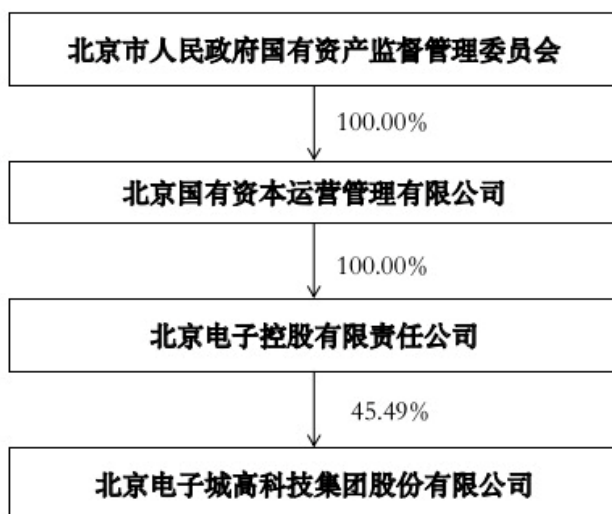 北京市人民政府国有资产监督管理委员会
100.00%
北京国有资本运营管理有限公司
100.00%
北京电子控股有限责任公司
45.49%
北京电子城高科技集团股份有限公司